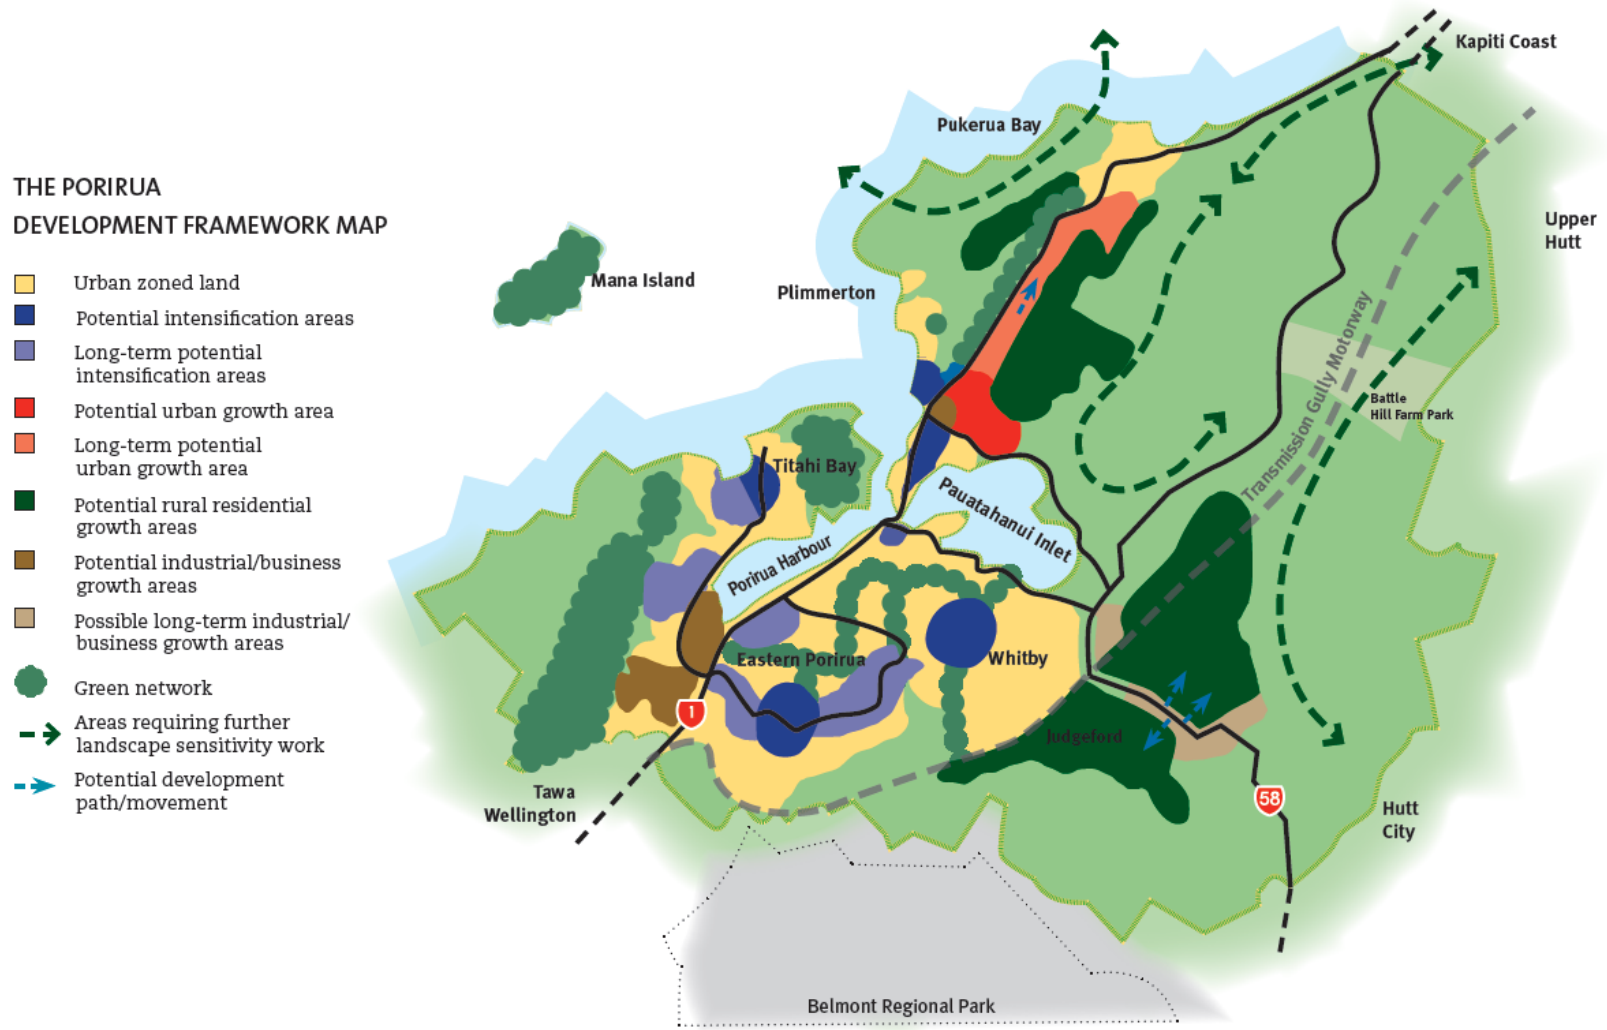 THE PORIRUA
DEVELOPMENT FRAMEWORK MAP
Urban zoned land
Potential intensification areas
Long-term potential
intensification areas
Potential urban growth area
Long-term potential
urban growth area
Potential rural residential
growth areas
Potential industrial/business
growth areas
Possible long-term industrial/
business growth areas
Green network
Areas requiring further
landscape sensitivity work
Potential development
path/movement
Kapiti Coast
Pukerua Bay
Upper
Hutt
Mana Island
Plimmerton
Transmission Gully Motorway
Battle
Hill Farm Park
Titahi Bay
Pauatahanui Inlet
Porirua Harbour
Eastern Porirua
Whitby
1
Judgeford
Tawa
Wellington
58
Hutt
City
Belmont Regional Park